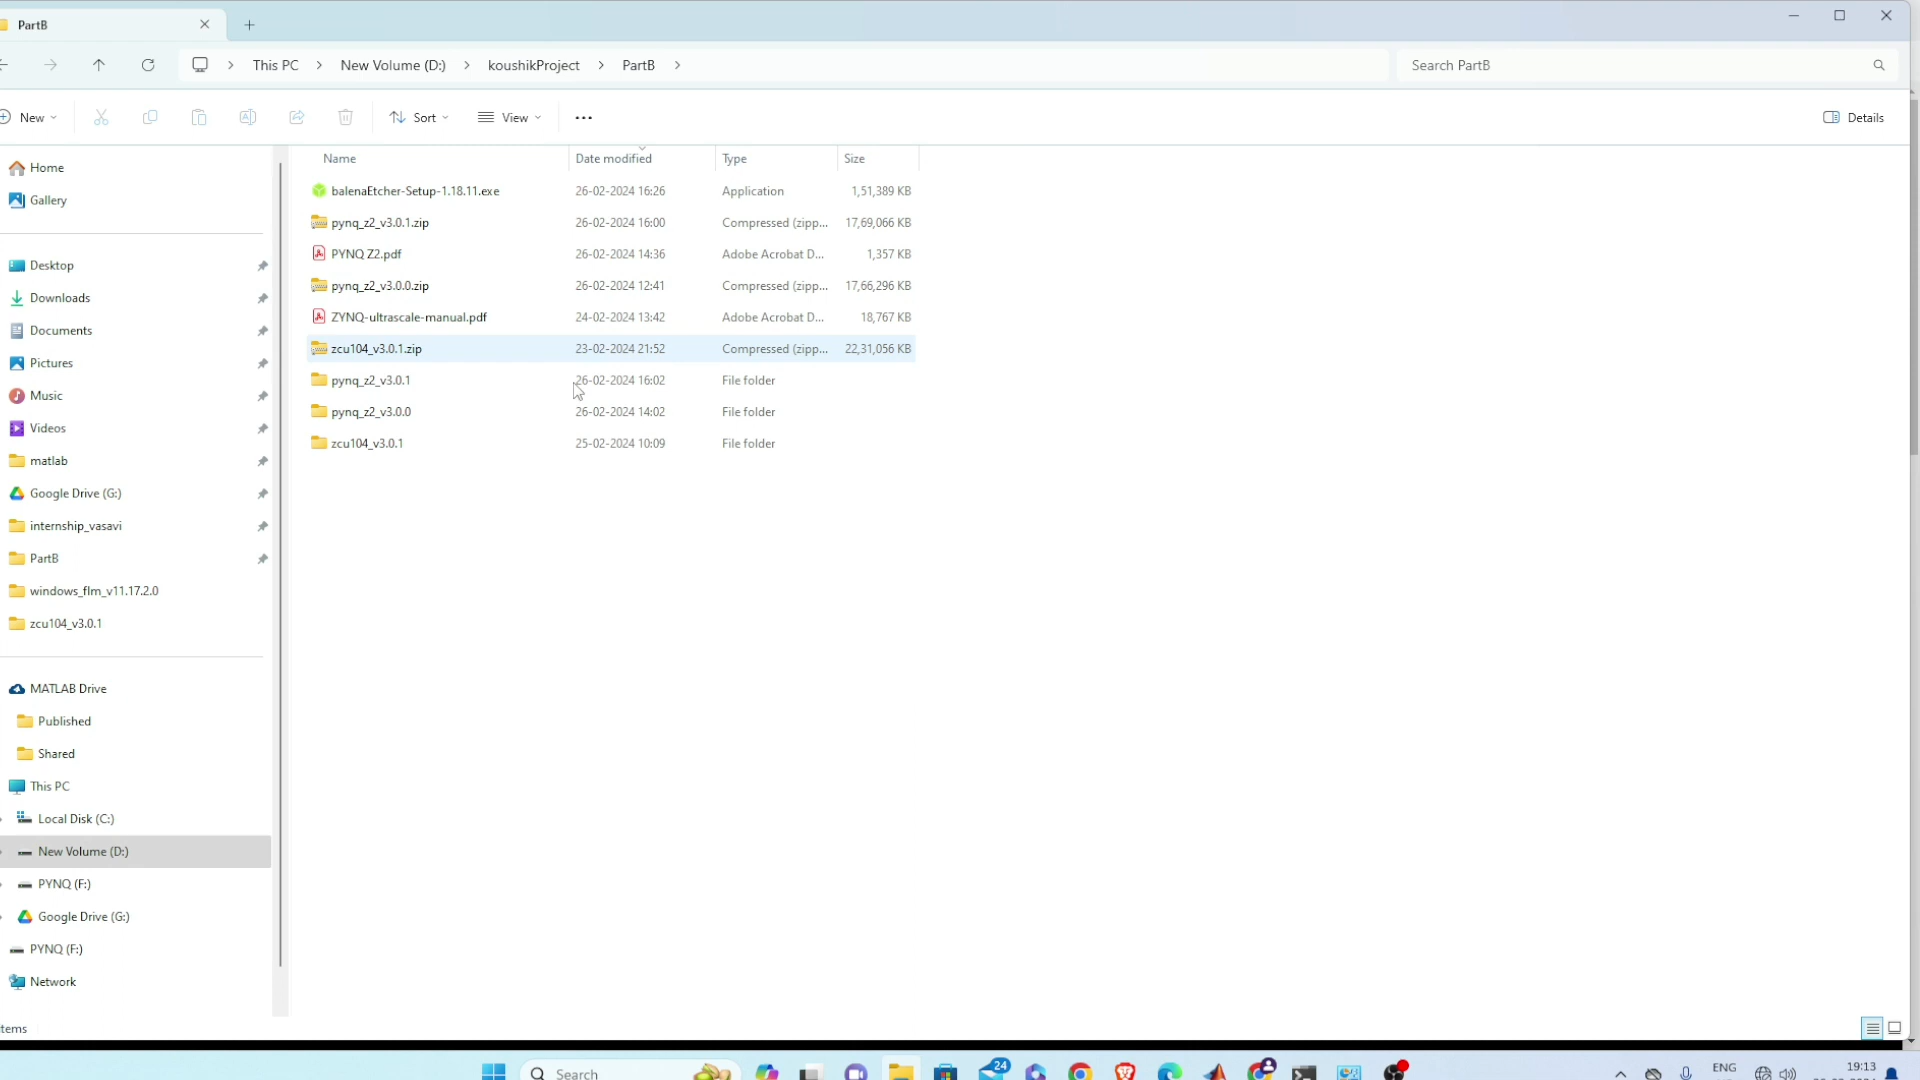 PartB
This PC > New Volume (D:) > koushikProject > PartB >
Search PartB
New
Sort
View
Details
Name Date modified Type Size
balenaEtcher-Setup-1.18.11.exe 26-02-2024 16:26 Application 1,51,389 KB
pynq_z2_v3.0.1.zip 26-02-2024 16:00 Compressed (zipp... 17,69,066 KB
PYNQ Z2.pdf 26-02-2024 14:36 Adobe Acrobat D... 1,357 KB
pynq_z2_v3.0.0.zip 26-02-2024 12:41 Compressed (zipp... 17,66,296 KB
ZYNQ-ultrascale-manual.pdf 24-02-2024 13:42 Adobe Acrobat D... 18,767 KB
zcu104_v3.0.1.zip 23-02-2024 21:52 Compressed (zipp... 22,31,056 KB
pynq_z2_v3.0.1 26-02-2024 16:02 File folder
pynq_z2_v3.0.0 26-02-2024 14:02 File folder
zcu104_v3.0.1 25-02-2024 10:09 File folder
Home
Gallery
Desktop
Downloads
Documents
Pictures
Music
Videos
matlab
Google Drive (G:)
internship_vasavi
PartB
windows_flm_v11.17.2.0
zcu104_v3.0.1
MATLAB Drive
Published
Shared
This PC
Local Disk (C:)
New Volume (D:)
PYNQ (F:)
Google Drive (G:)
PYNQ (F:)
Network
tems
Search
24
ENG
19:13